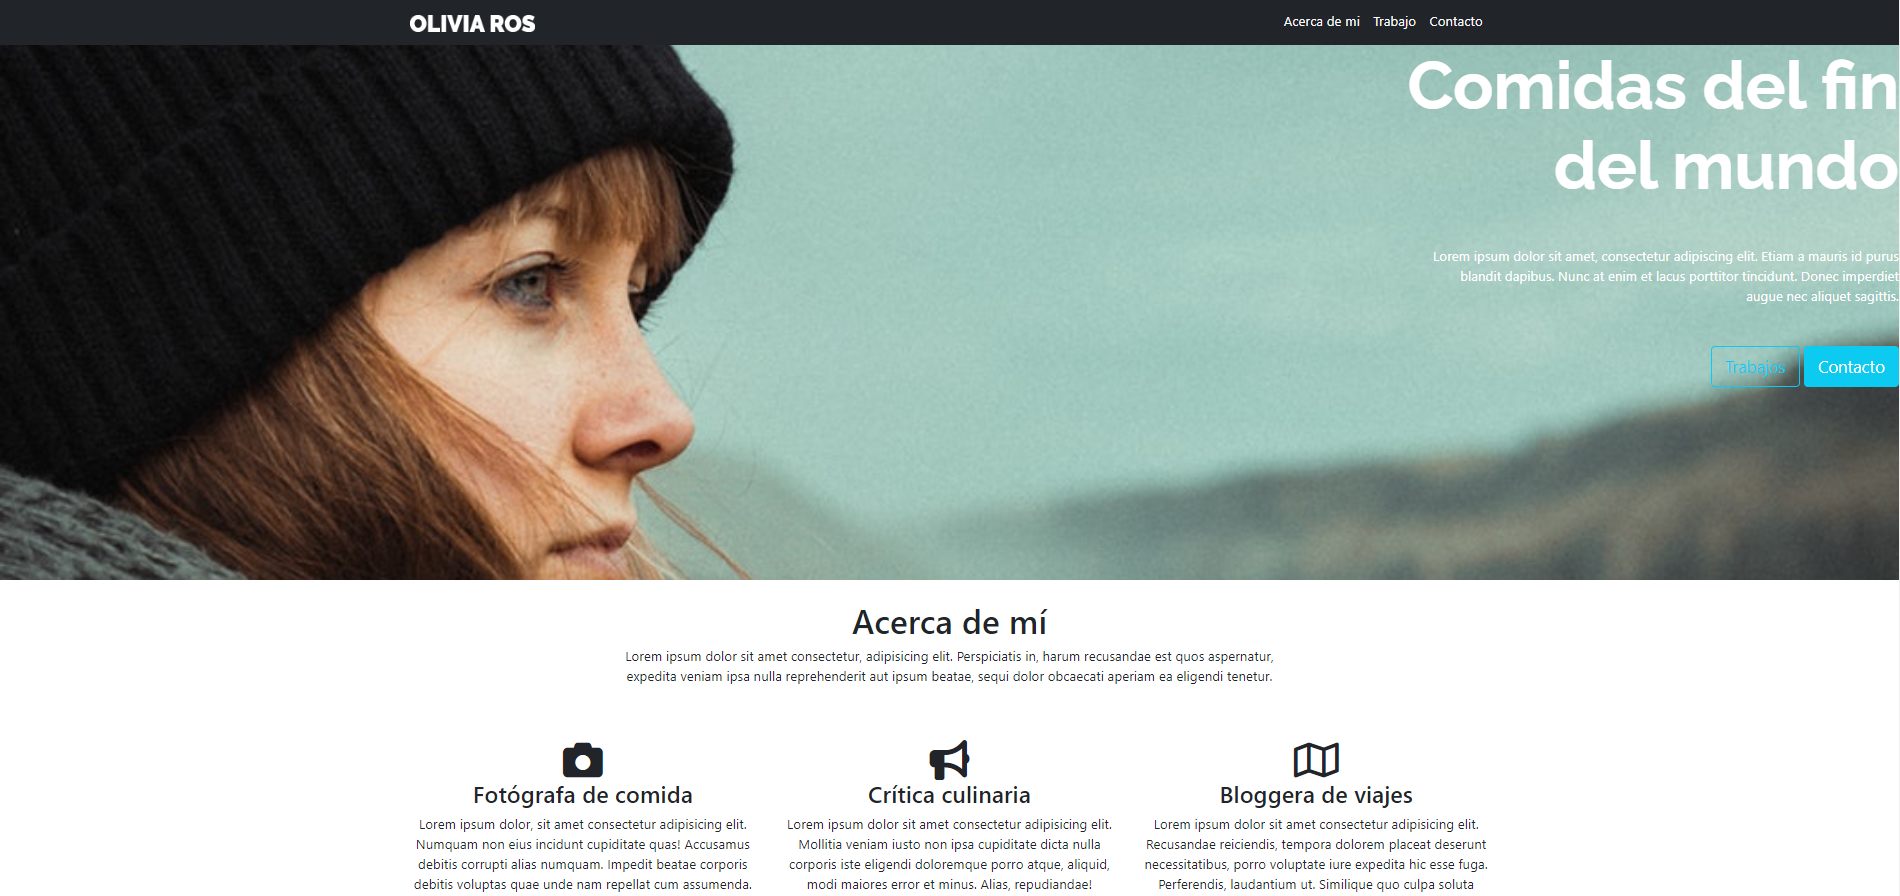 OLIVIA ROS
Acerca de mí Trabajo Contacto
Comidas del fin
del mundo
Lorem ipsum dolor sit amet, consectetur adipiscing elit. Etiam a mauris id purus
blandit dapibus. Nunc at enim et lacus porttitor tincidunt. Donec imperdiet
augue nec aliquet sagittis.
Trabajos Contacto
Acerca de mí
Lorem ipsum dolor sit amet consectetur, adipisicing elit. Perspiciatis in, harum recusandae est quos aspernatur,
expedita veniam ipsa nulla reprehenderit aut ipsum beatae, sequi dolor obcaecati aperiam ea eligendi tenetur.
Fotógrafa de comida
Lorem ipsum dolor, sit amet consectetur adipisicing elit.
Numquam non eius incidunt cupiditate quas! Accusamus
debitis corrupti alias numquam. Impedit beatae corporis
debitis voluptas quae unde nam repellat cum assumenda.
Crítica culinaria
Lorem ipsum dolor sit amet consectetur adipisicing elit.
Mollitia veniam iusto non ipsa cupiditate dicta nulla
corporis iste eligendi doloremque porro atque, aliquid,
modi maiores error et minus. Alias, repudiandae!
Bloggera de viajes
Lorem ipsum dolor sit amet consectetur adipisicing elit.
Recusandae reiciendis, tempora dolorem placeat deserunt
necessitatibus, porro voluptate iure expedita hic esse fuga.
Perferendis, laudantium ut. Similique quo culpa soluta